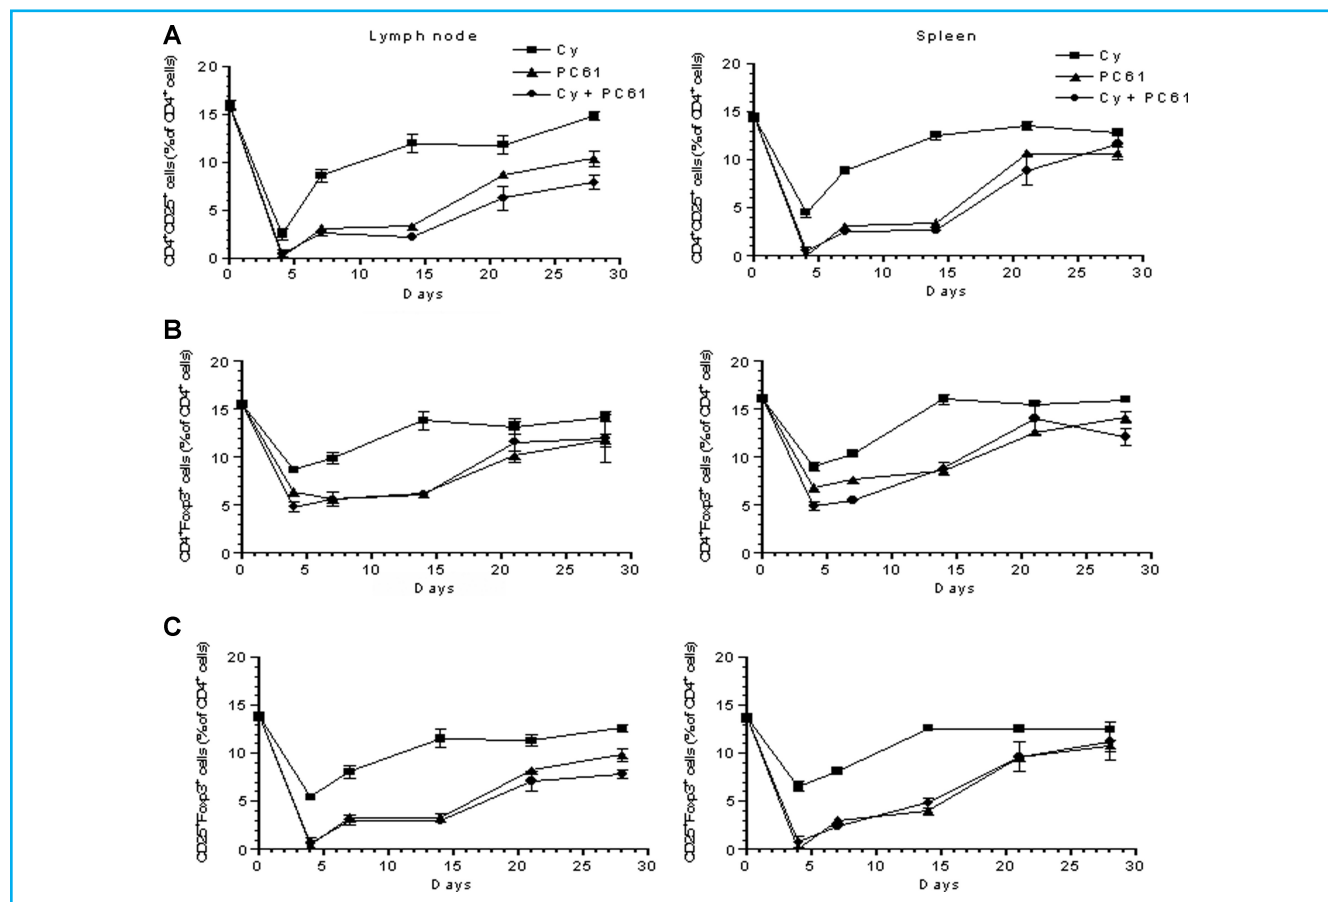 A
Lymph node
Cy
PC61
Cy + PC61
CD4⁺CD25⁺ cells (% of CD4⁺ cells)
20
15
10
5
0
0 5 10 15 20 25 30
Days
Spleen
Cy
PC61
Cy + PC61
CD4⁺CD25⁺ cells (% of CD4⁺ cells)
20
15
10
5
0
0 5 10 15 20 25 30
Days
B
CD4⁺Foxp3⁺ cells (% of CD4⁺ cells)
20
15
10
5
0
0 5 10 15 20 25 30
Days
CD4⁺Foxp3⁺ cells (% of CD4⁺ cells)
20
15
10
5
0
0 5 10 15 20 25 30
Days
C
CD25⁺Foxp3⁺ cells (% of CD4⁺ cells)
20
15
10
5
0
0 5 10 15 20 25 30
Days
CD25⁺Foxp3⁺ cells (% of CD4⁺ cells)
20
15
10
5
0
0 5 10 15 20 25 30
Days